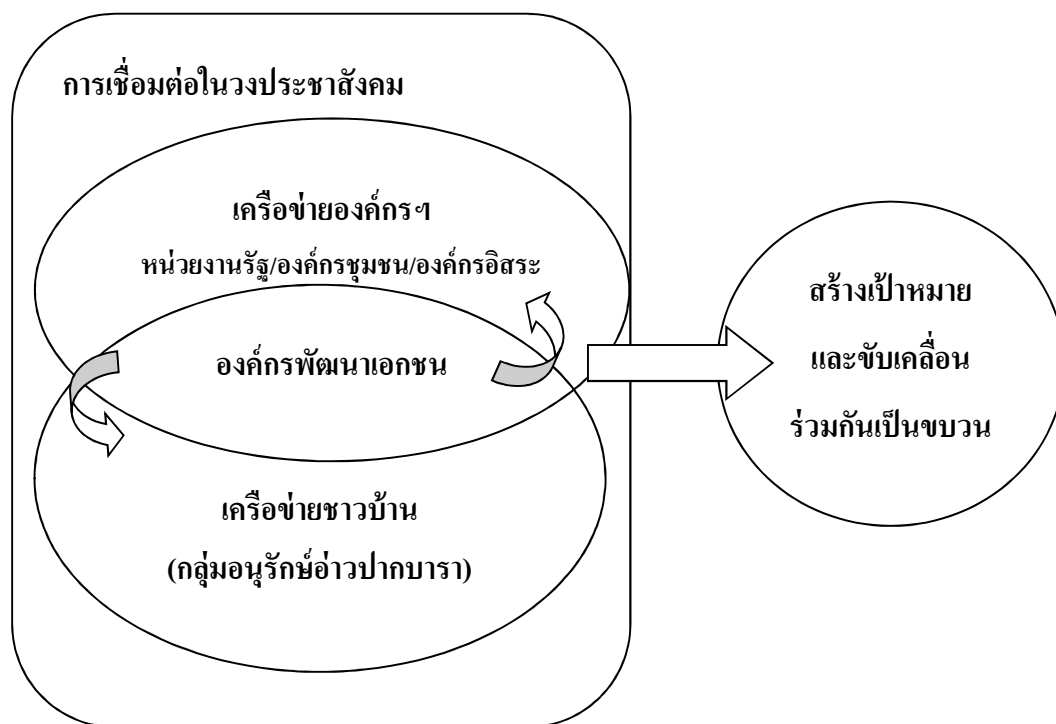 การเชื่อมต่อในวงประชาสังคม
เครือข่ายองค์กรฯ
หน่วยงานรัฐ/องค์กรชุมชน/องค์กรอิสระ
องค์กรพัฒนาเอกชน
เครือข่ายชาวบ้าน
(กลุ่มอนุรักษ์อ่าวปากบารา)
สร้างเป้าหมาย
และขับเคลื่อน
ร่วมกันเป็นขบวน